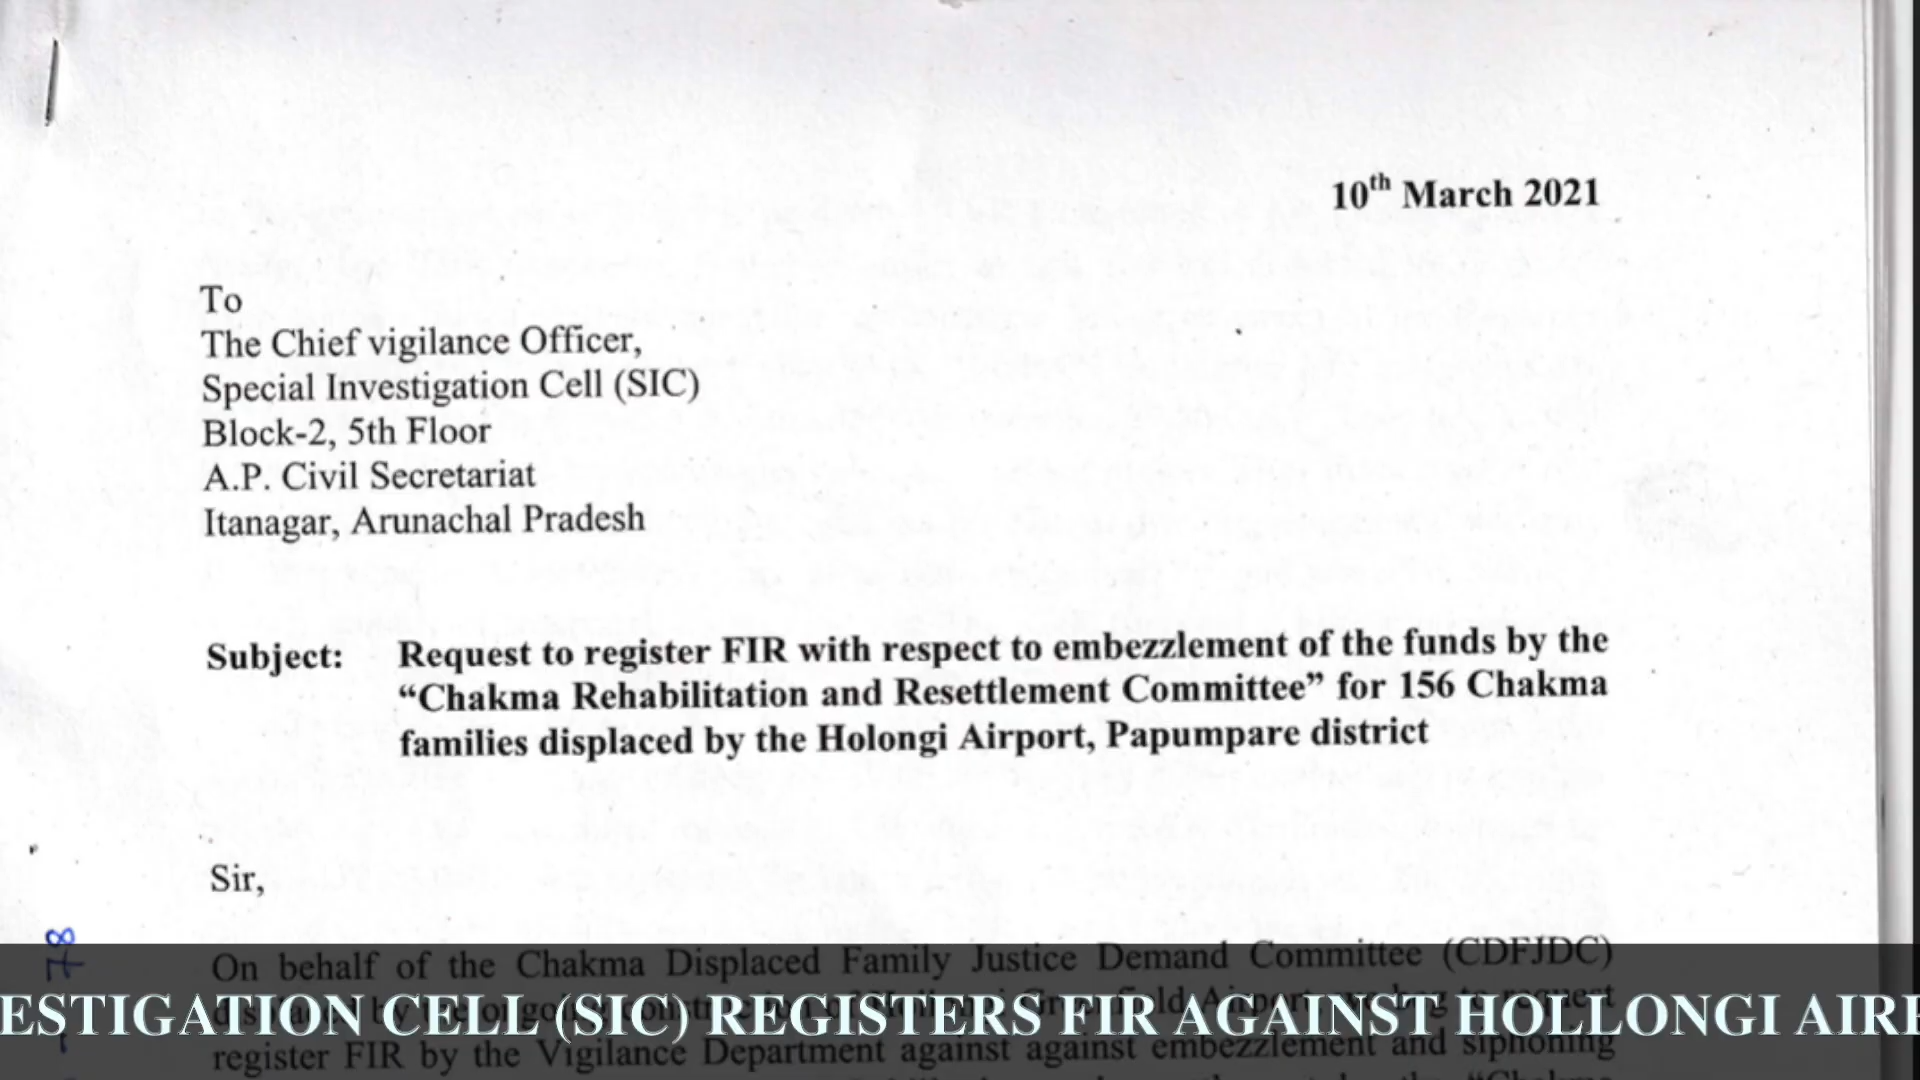 10th March 2021
To
The Chief vigilance Officer,
Special Investigation Cell (SIC)
Block-2, 5th Floor
A.P. Civil Secretariat
Itanagar, Arunachal Pradesh
Subject: Request to register FIR with respect to embezzlement of the funds by the
“Chakma Rehabilitation and Resettlement Committee” for 156 Chakma
families displaced by the Holongi Airport, Papumpare district
Sir,
On behalf of the Chakma Displaced Family Justice Demand Committee (CDFJDC)
ESTIGATION CELL (SIC) REGISTERS FIR AGAINST HOLLONGI AIR
register FIR by the Vigilance Department against against embezzlement and siphoning